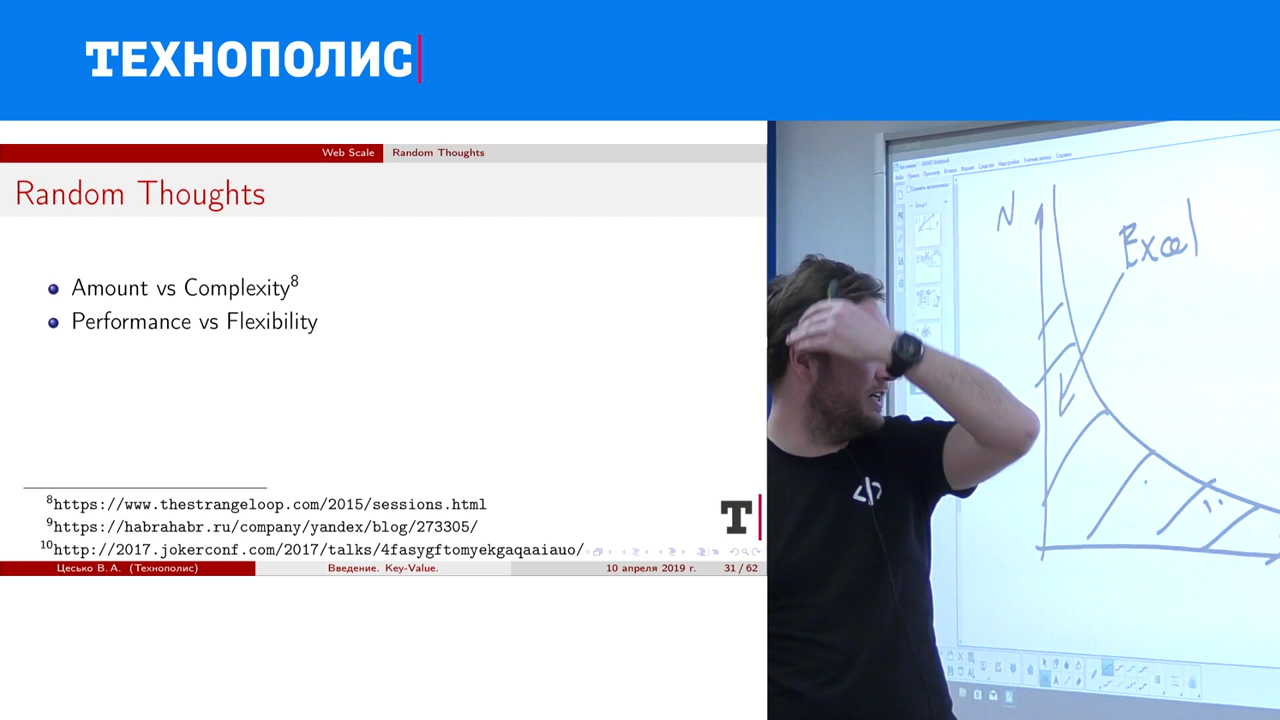 ТЕХНОПОЛИС
Web Scale Random Thoughts
Random Thoughts
Amount vs Complexity8
Performance vs Flexibility
8https://www.thestrangeloop.com/2015/sessions.html
9https://habrahabr.ru/company/yandex/blog/273305/
10http://2017.jokerconf.com/2017/talks/4fasygftomyekgaqaaiauo/
T
Цесько В. А. (Технополис) Введение. Key-Value. 10 апреля 2019 г. 31 / 62
N
Excel